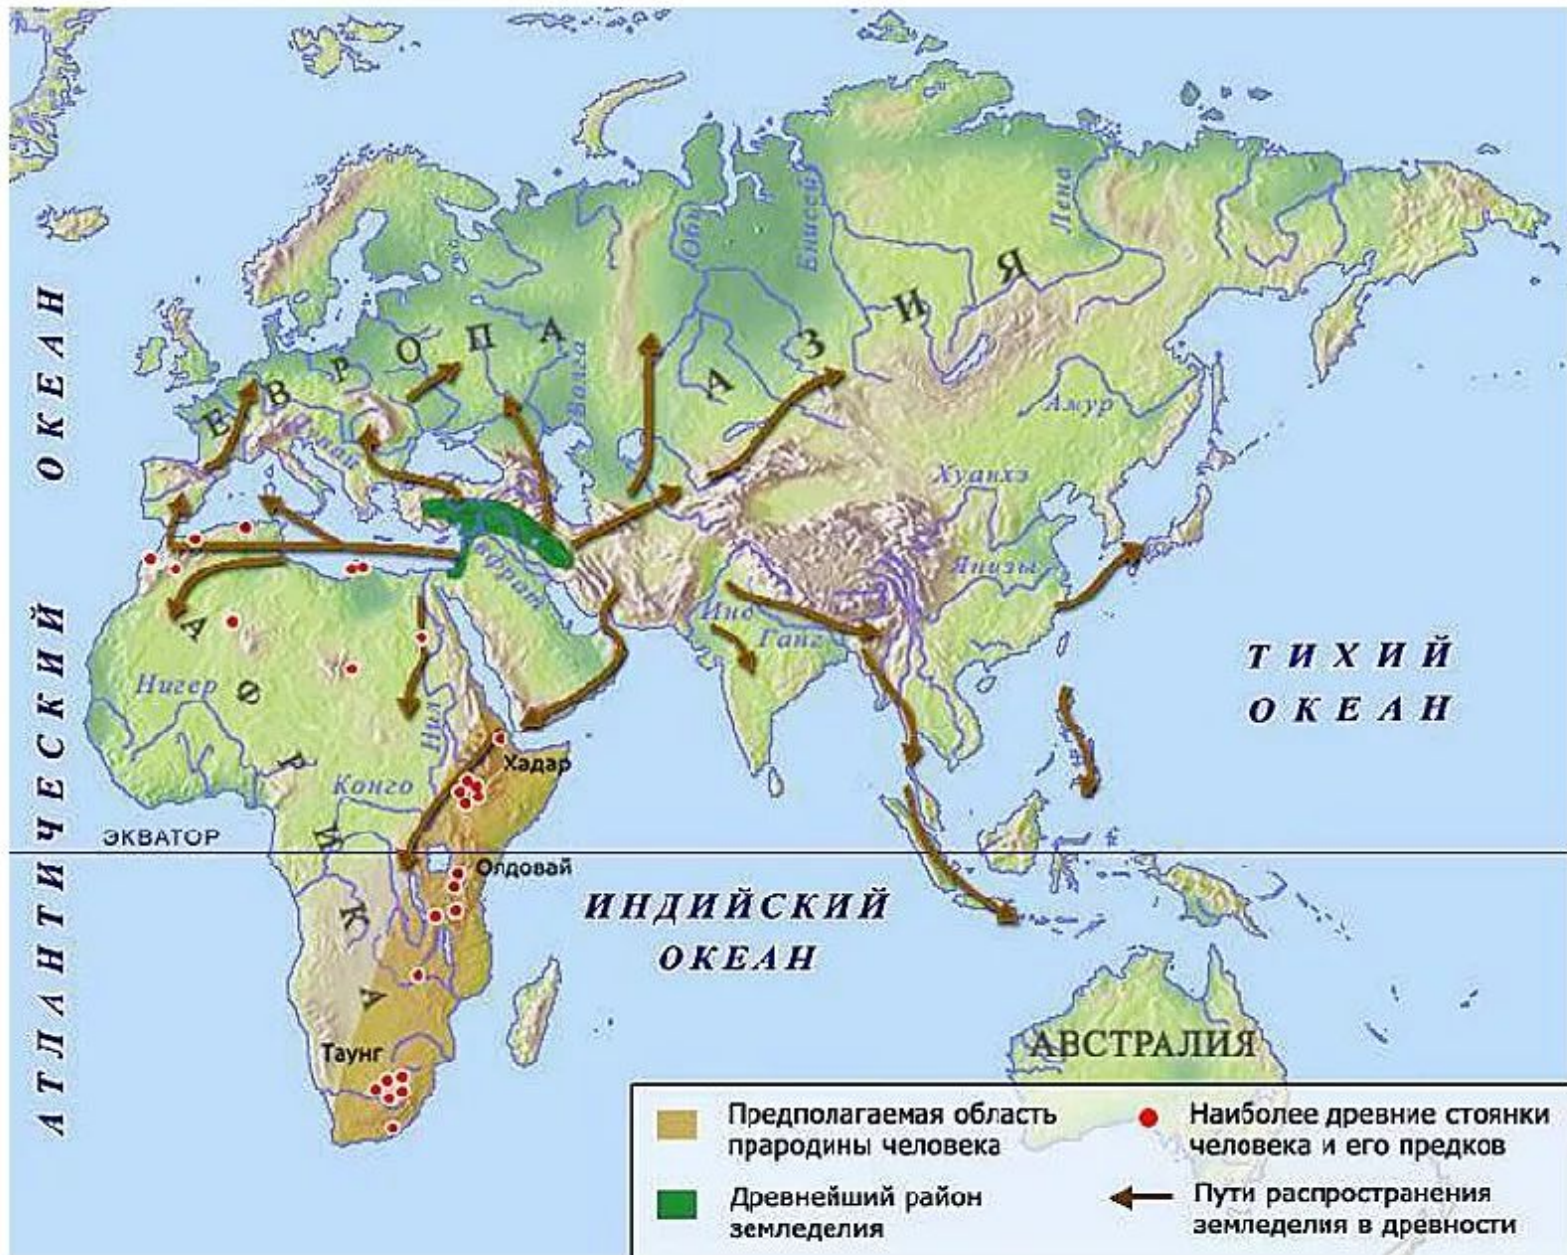 АТЛАНТИЧЕСКИЙ ОКЕАН
ЕВРОПА
АЗИЯ
Обь
Енисей
Лена
Волга
Дунай
Амур
Хуанхэ
Янцзы
Евфрат
Инд
Ганг
АФРИКА
Нигер
Нил
Конго
Хадар
ЭКВАТОР
Олдовай
Таунг
ТИХИЙ
ОКЕАН
ИНДИЙСКИЙ
ОКЕАН
АВСТРАЛИЯ
Предполагаемая область
прародины человека
Древнейший район
земледелия
Наиболее древние стоянки
человека и его предков
Пути распространения
земледелия в древности